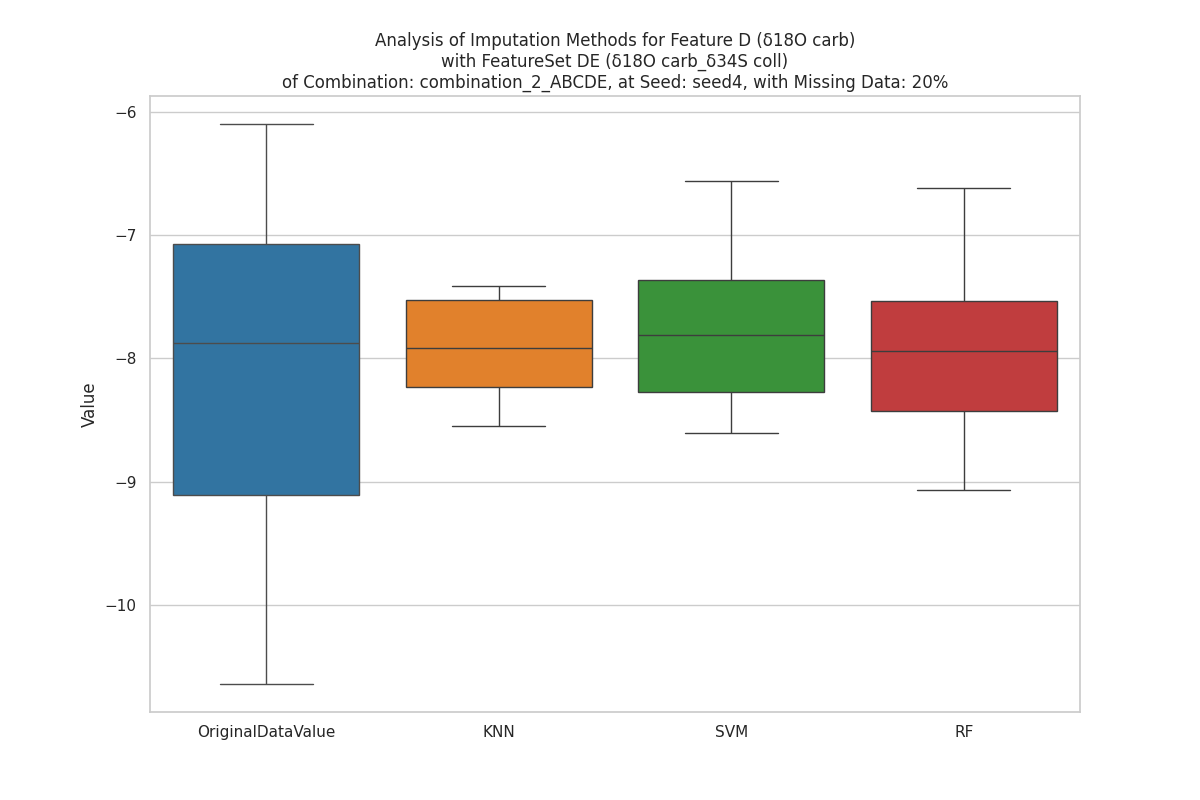 Analysis of Imputation Methods for Feature D (δ18O carb)
with FeatureSet DE (δ18O carb_δ34S coll)
of Combination: combination_2_ABCDE, at Seed: seed4, with Missing Data: 20%
−6
−7
−8
−9
−10
Value
OriginalDataValue
KNN
SVM
RF